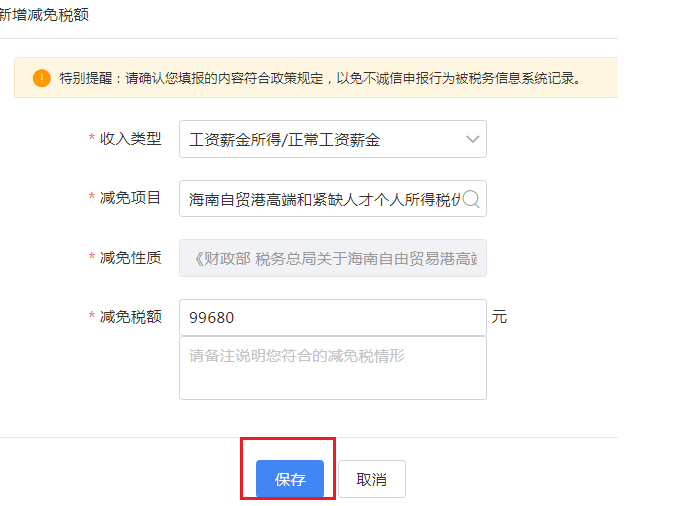 新增减免税额
! 特别提醒：请确认您填报的内容符合政策规定，以免不诚信申报行为被税务信息系统记录。
* 收入类型 工资薪金所得/正常工资薪金
* 减免项目 海南自贸港高端和紧缺人才个人所得税
* 减免性质 《财政部 税务总局关于海南自由贸易港高
* 减免税额 99680 元
请备注说明您符合的减免税情形
保存 取消